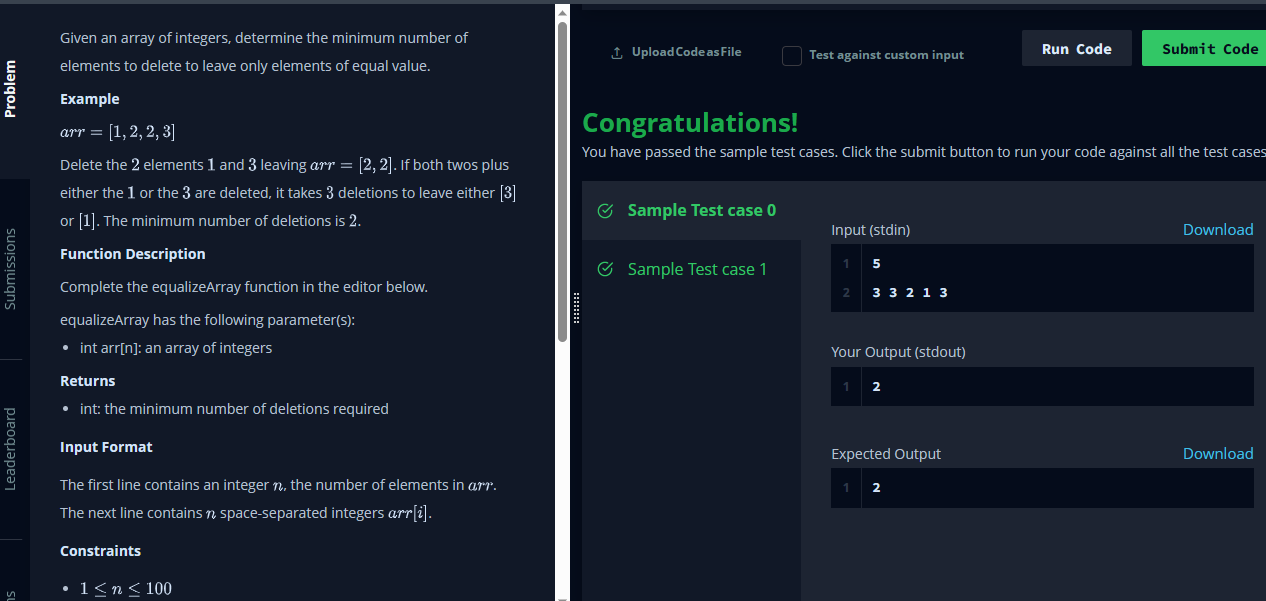 Problem
Submissions
Leaderboard
Given an array of integers, determine the minimum number of
elements to delete to leave only elements of equal value.
Example
arr = [1, 2, 2, 3]
Delete the 2 elements 1 and 3 leaving arr = [2, 2]. If both twos plus
either the 1 or the 3 are deleted, it takes 3 deletions to leave either [3]
or [1]. The minimum number of deletions is 2.
Function Description
Complete the equalizeArray function in the editor below.
equalizeArray has the following parameter(s):
• int arr[n]: an array of integers
Returns
• int: the minimum number of deletions required
Input Format
The first line contains an integer n, the number of elements in arr.
The next line contains n space-separated integers arr[i].
Constraints
• 1 ≤ n ≤ 100
Upload Code as File
Test against custom input
Run Code
Submit Code
Congratulations!
You have passed the sample test cases. Click the submit button to run your code against all the test cases
Sample Test case 0
Sample Test case 1
Input (stdin)
Download
1 5
2 3 3 2 1 3
Your Output (stdout)
1 2
Expected Output
Download
1 2